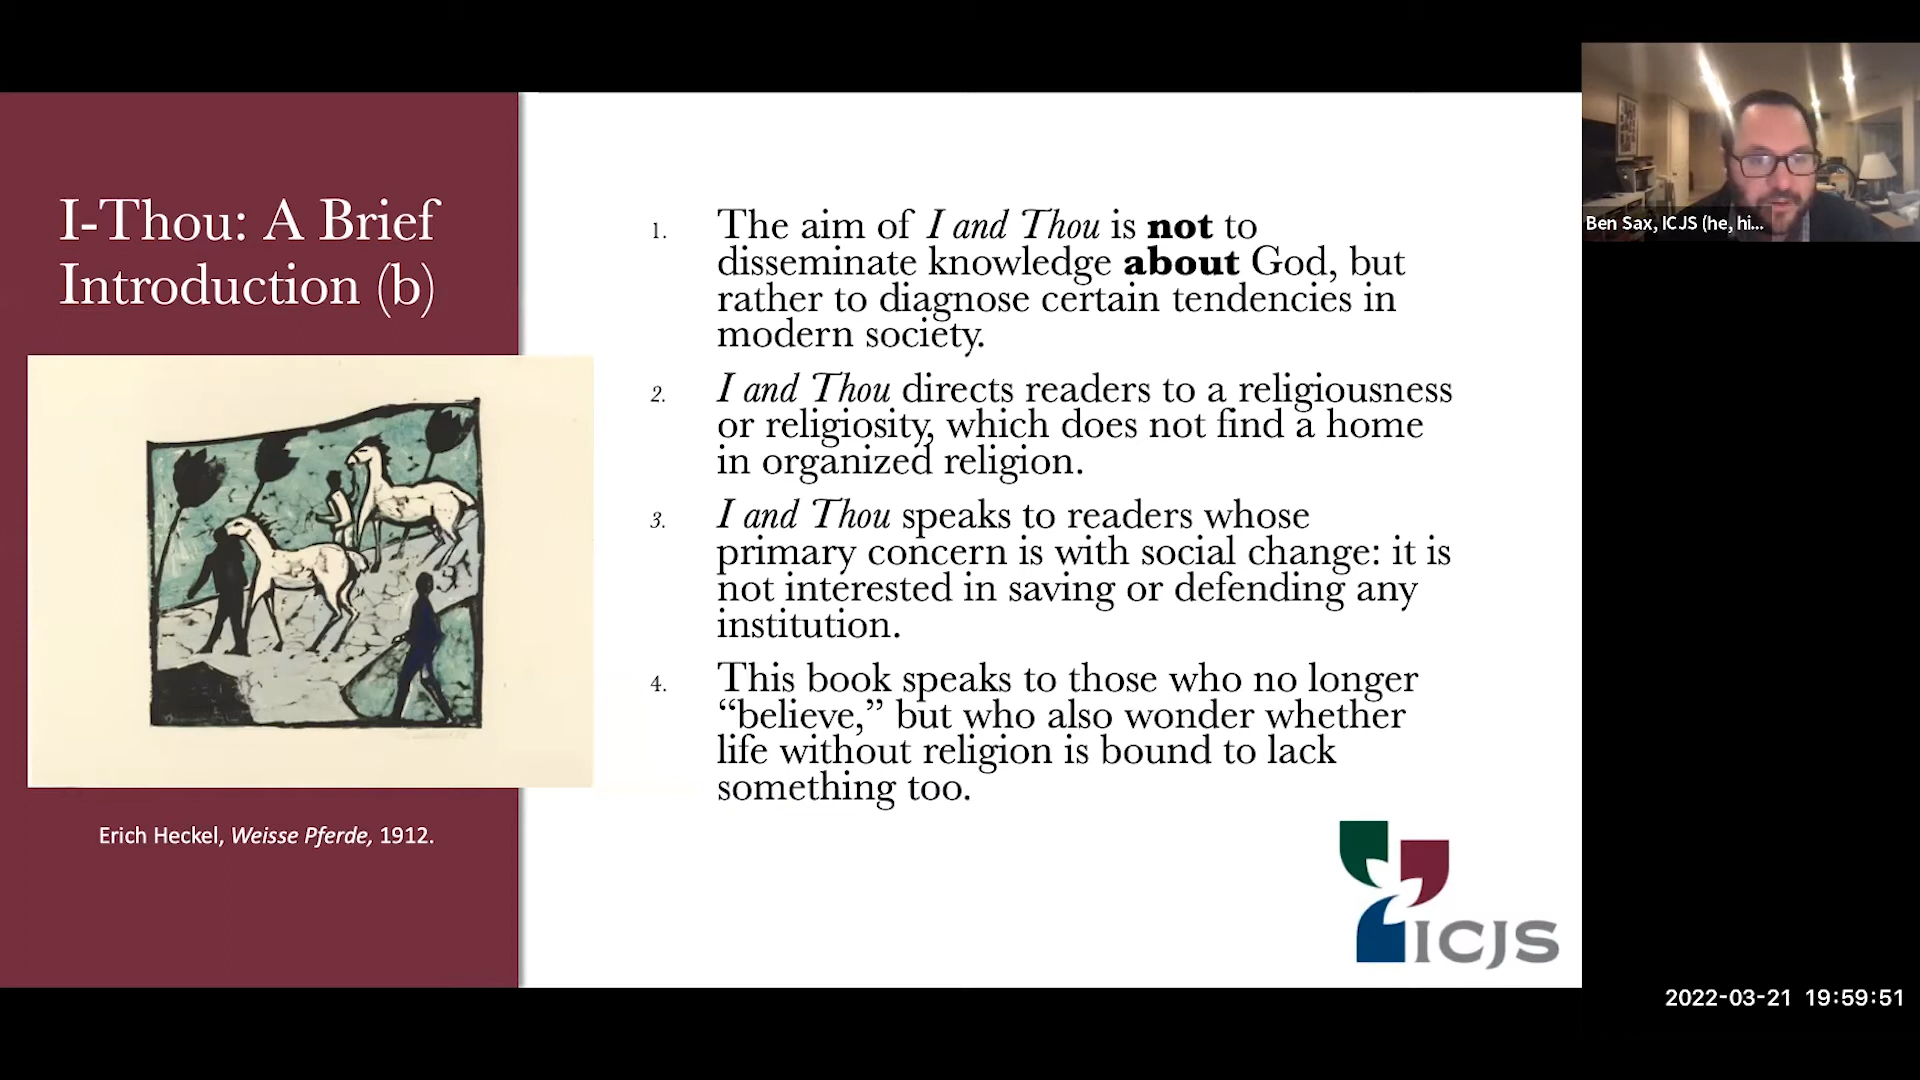 I-Thou: A Brief
Introduction (b)
Erich Heckel, Weisse Pferde, 1912.
1. The aim of I and Thou is not to
disseminate knowledge about God, but
rather to diagnose certain tendencies in
modern society.
2. I and Thou directs readers to a religiousness
or religiosity, which does not find a home
in organized religion.
3. I and Thou speaks to readers whose
primary concern is with social change: it is
not interested in saving or defending any
institution.
4. This book speaks to those who no longer
“believe,” but who also wonder whether
life without religion is bound to lack
something too.
ICJS
Ben Sax, ICJS (he, hi...
2022-03-21 19:59:51